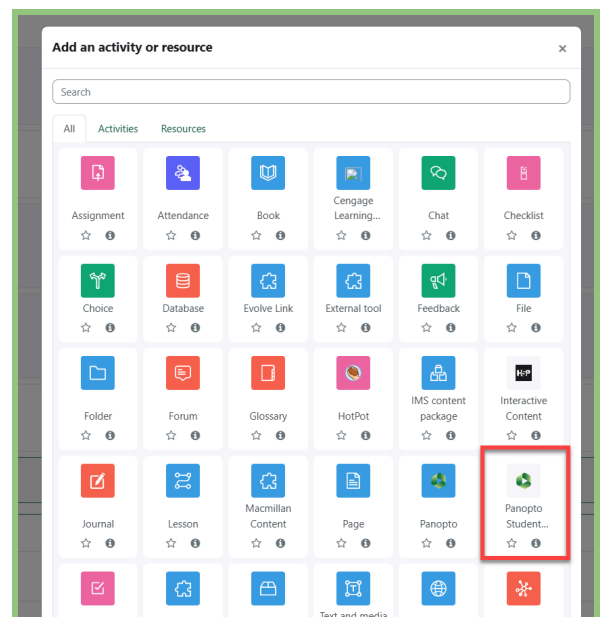 Add an activity or resource ×
Search
All Activities Resources
Cengage
Assignment Attendance Book Learning... Chat Checklist
Choice Database Evolve Link External tool Feedback File
H-P
IMS content Interactive
Folder Forum Glossary HotPot package Content
Macmillan Panopto
Journal Lesson Content Page Panopto Student...
Text and media